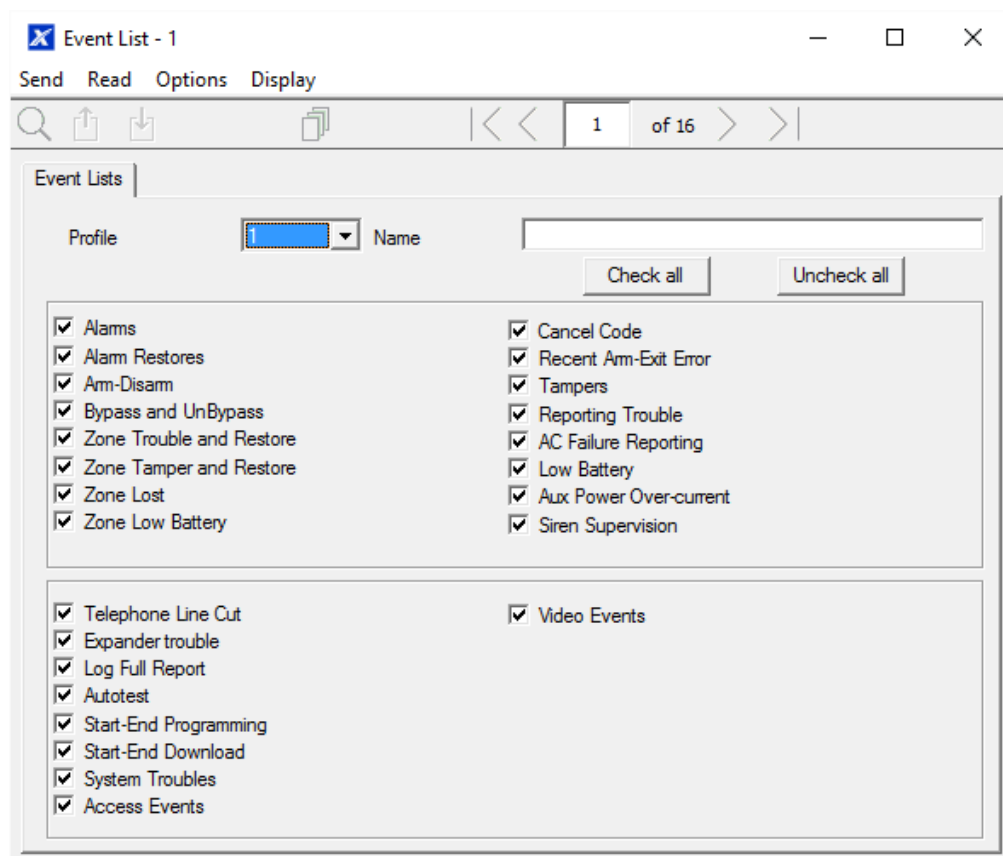 Event List - 1
Send Read Options Display
1 of 16
Event Lists
Profile 1 Name
Check all Uncheck all
Alarms
Alarm Restores
Arm-Disarm
Bypass and UnBypass
Zone Trouble and Restore
Zone Tamper and Restore
Zone Lost
Zone Low Battery
Cancel Code
Recent Arm-Exit Error
Tampers
Reporting Trouble
AC Failure Reporting
Low Battery
Aux Power Over-current
Siren Supervision
Telephone Line Cut
Expander trouble
Log Full Report
Autotest
Start-End Programming
Start-End Download
System Troubles
Access Events
Video Events